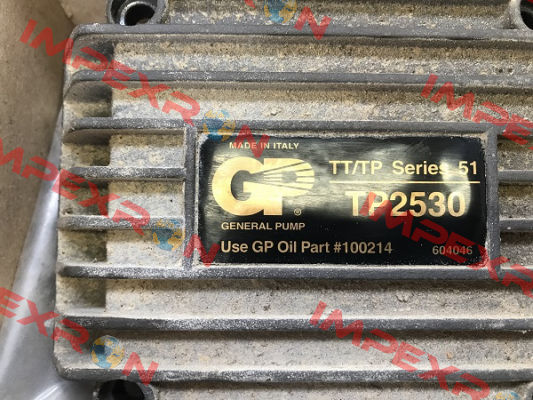 MADE IN ITALY
GP®
GENERAL PUMP
TT/TP Series 51
TP2530
Use GP Oil Part #100214
604046
IMPEXRON
IMPEXRON
IMPEXRON
IMPEXRON